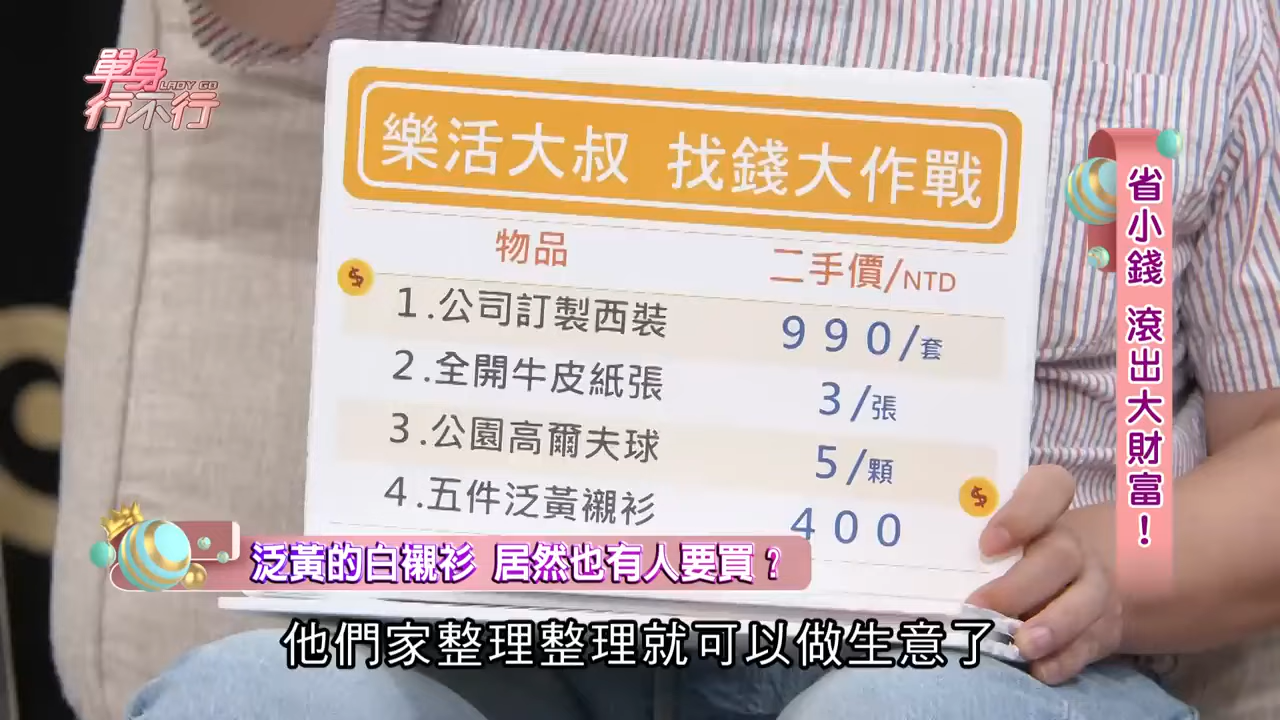 單身
LADY GO
行不行
樂活大叔 找錢大作戰
物品 二手價/NTD
1.公司訂製西裝 990/套
2.全開牛皮紙張 3/張
3.公園高爾夫球 5/顆
4.五件泛黃襯衫 400
省小錢 滾出大財富！
泛黃的白襯衫 居然也有人要買？
他們家整理整理就可以做生意了